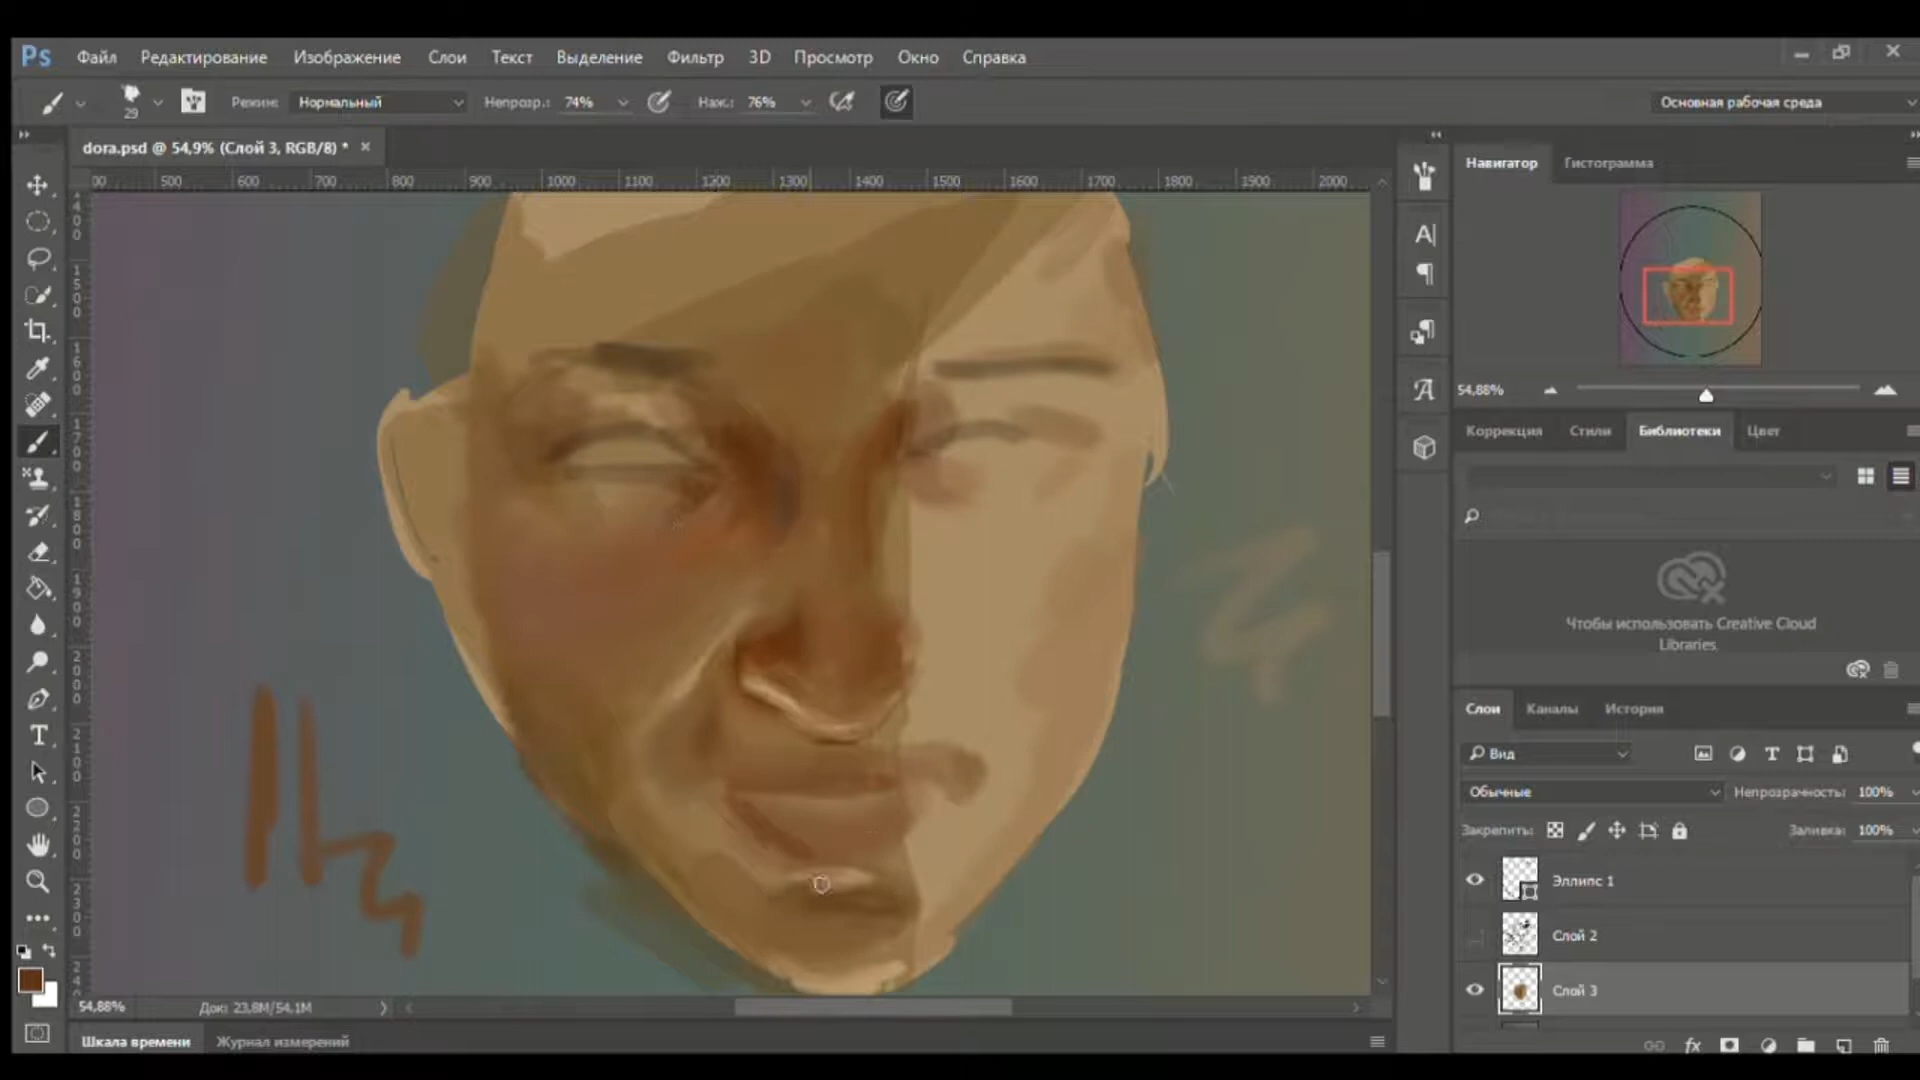 Ps Файл Редактирование Изображение Слои Текст Выделение Фильтр 3D Просмотр Окно Справка
29 Режим: Нормальный Непрозр.: 74% Наж.: 76% Основная рабочая среда
dora.psd @ 54,9% (Слой 3, RGB/8) * ×
00 500 600 700 800 900 1000 1100 1200 1300 1400 1500 1600 1700 1800 1900 2000
Навигатор Гистограмма
54,88%
Коррекция Стили Библиотеки Цвет
Чтобы использовать Creative Cloud
Libraries,
Слои Каналы История
Вид
Обычные Непрозрачность: 100%
Закрепить: Заливка: 100%
Эллипс 1
Слой 2
Слой 3
fx
54,88% Док: 23,8M/54,1M
Шкала времени Журнал измерений